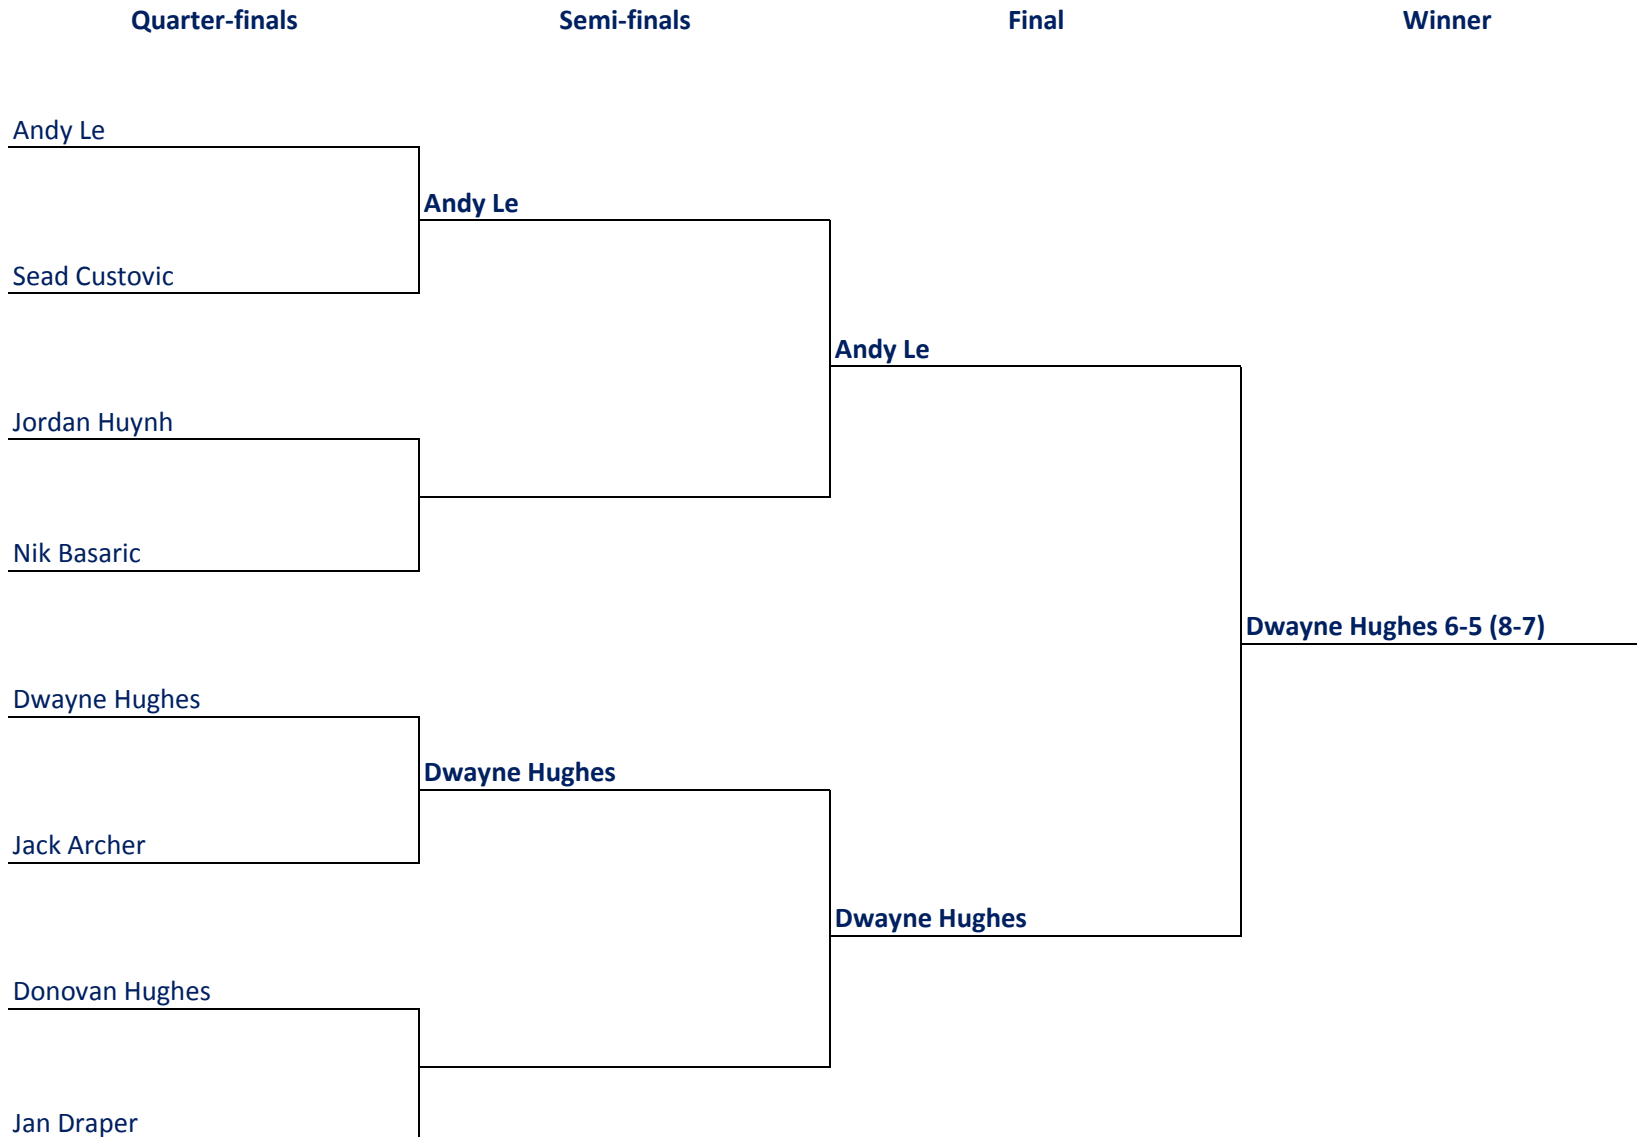 Quarter-finals Semi-finals Final Winner
Andy Le
Andy Le
Sead Custovic
Andy Le
Jordan Huynh
Nik Basaric
Dwayne Hughes 6-5 (8-7)
Dwayne Hughes
Dwayne Hughes
Jack Archer
Dwayne Hughes
Donovan Hughes
Jan Draper